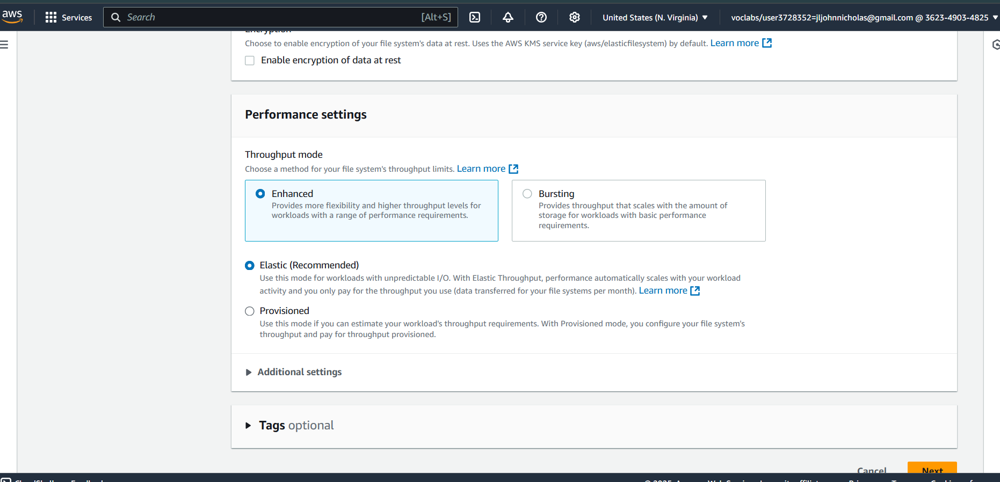 aws
Services
Search
[Alt+S]
United States (N. Virginia)
voclabs/user3728352=jljohnnicholas@gmail.com @ 3623-4903-4825
Encryption
Choose to enable encryption of your file system's data at rest. Uses the AWS KMS service key (aws/elasticfilesystem) by default. Learn more
Enable encryption of data at rest
Performance settings
Throughput mode
Choose a method for your file system's throughput limits. Learn more
Enhanced
Provides more flexibility and higher throughput levels for
workloads with a range of performance requirements.
Bursting
Provides throughput that scales with the amount of
storage for workloads with basic performance
requirements.
Elastic (Recommended)
Use this mode for workloads with unpredictable I/O. With Elastic Throughput, performance automatically scales with your workload
activity and you only pay for the throughput you use (data transferred for your file systems per month). Learn more
Provisioned
Use this mode if you can estimate your workload's throughput requirements. With Provisioned mode, you configure your file system's
throughput and pay for throughput provisioned.
Additional settings
Tags optional
Cancel
Next
CloudShell Feedback